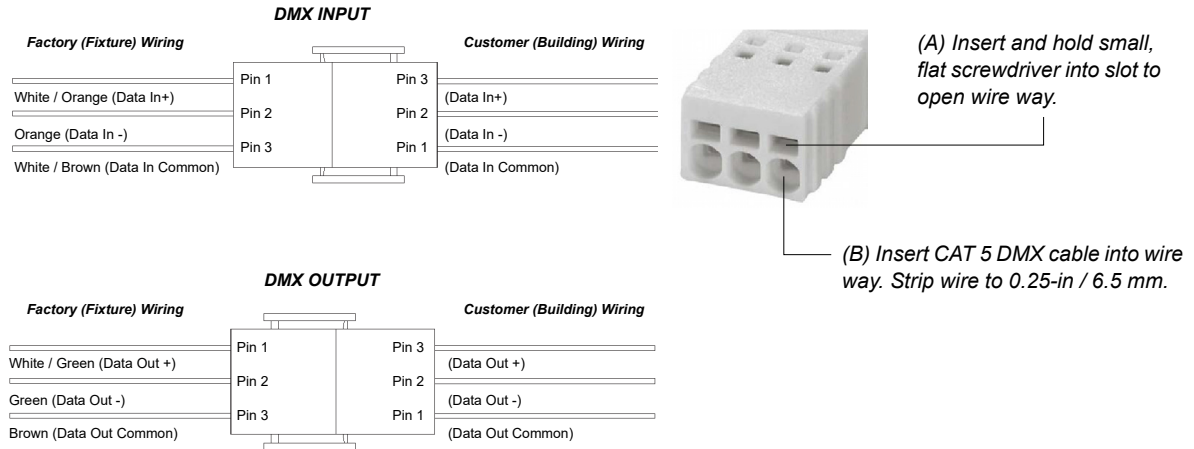 DMX INPUT
Factory (Fixture) Wiring
Customer (Building) Wiring
Pin 1
Pin 3
White / Orange (Data In+)
(Data In+)
Pin 2
Pin 2
Orange (Data In -)
(Data In -)
Pin 3
Pin 1
White / Brown (Data In Common)
(Data In Common)
(A) Insert and hold small,
flat screwdriver into slot to
open wire way.
(B) Insert CAT 5 DMX cable into wire
way. Strip wire to 0.25-in / 6.5 mm.
DMX OUTPUT
Factory (Fixture) Wiring
Customer (Building) Wiring
Pin 1
Pin 3
White / Green (Data Out +)
(Data Out +)
Pin 2
Pin 2
Green (Data Out -)
(Data Out -)
Pin 3
Pin 1
Brown (Data Out Common)
(Data Out Common)